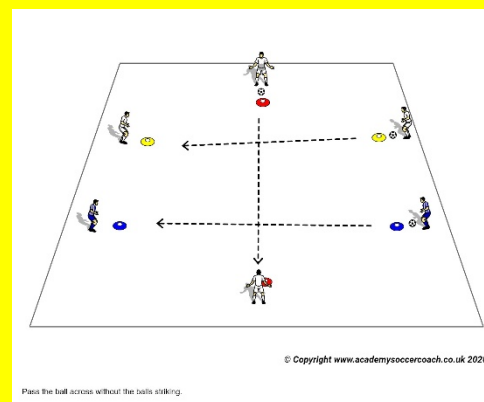 © Copyright www.academysoccercoach.co.uk 2020
Pass the ball across without the balls striking.